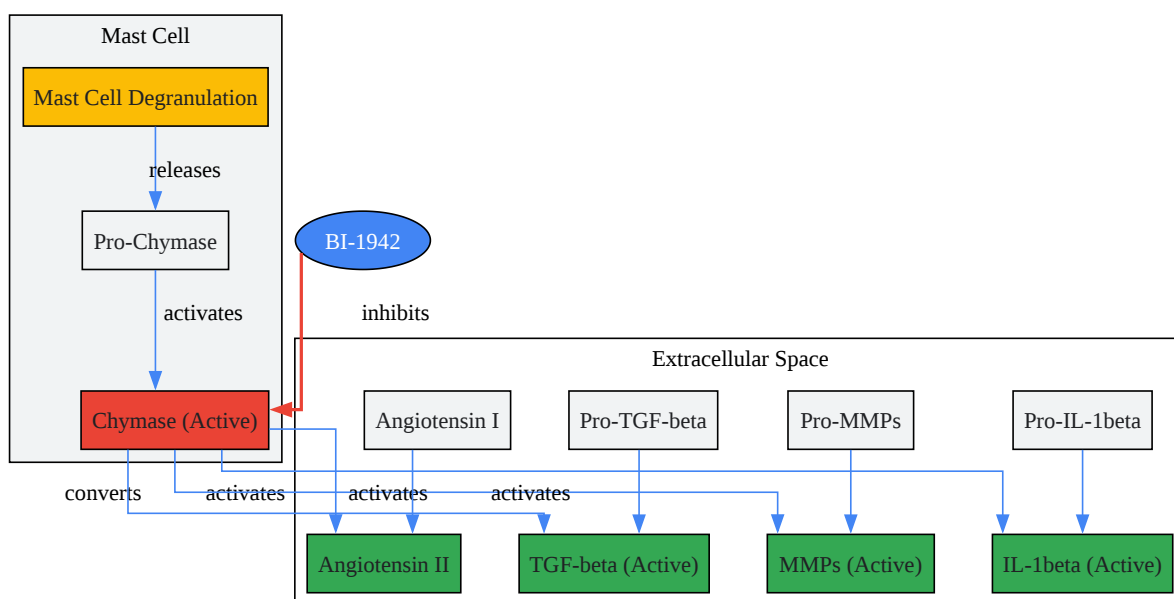 Mast Cell
Mast Cell Degranulation
releases
Pro-Chymase
BI-1942
activates
inhibits
Extracellular Space
Chymase (Active)
Angiotensin I
Pro-TGF-beta
Pro-MMPs
Pro-IL-1beta
converts
activates
activates
activates
Angiotensin II
TGF-beta (Active)
MMPs (Active)
IL-1beta (Active)